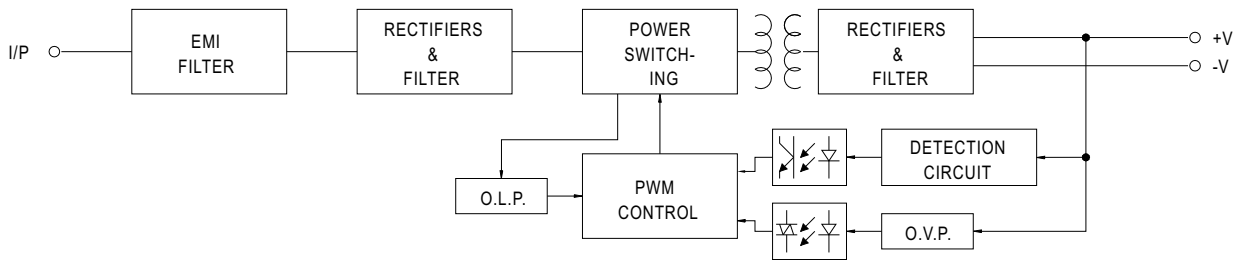 I/P
EMI
FILTER
RECTIFIERS
&
FILTER
POWER
SWITCH-
ING
RECTIFIERS
&
FILTER
+V
-V
O.L.P.
PWM
CONTROL
DETECTION
CIRCUIT
O.V.P.